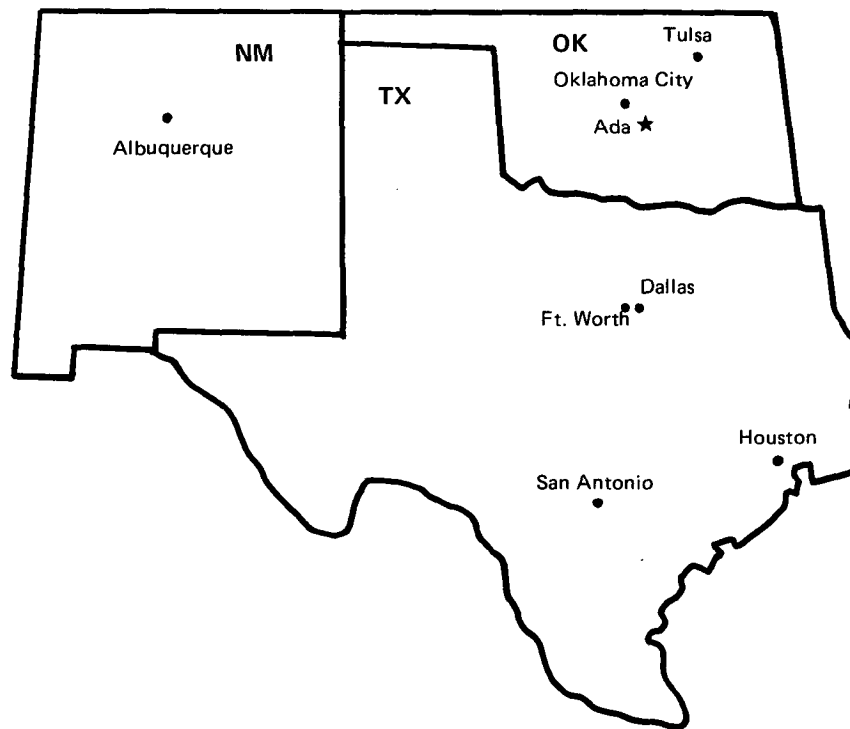 NM
OK
Tulsa
TX
Oklahoma City
Ada
Albuquerque
Dallas
Ft. Worth
Houston
San Antonio